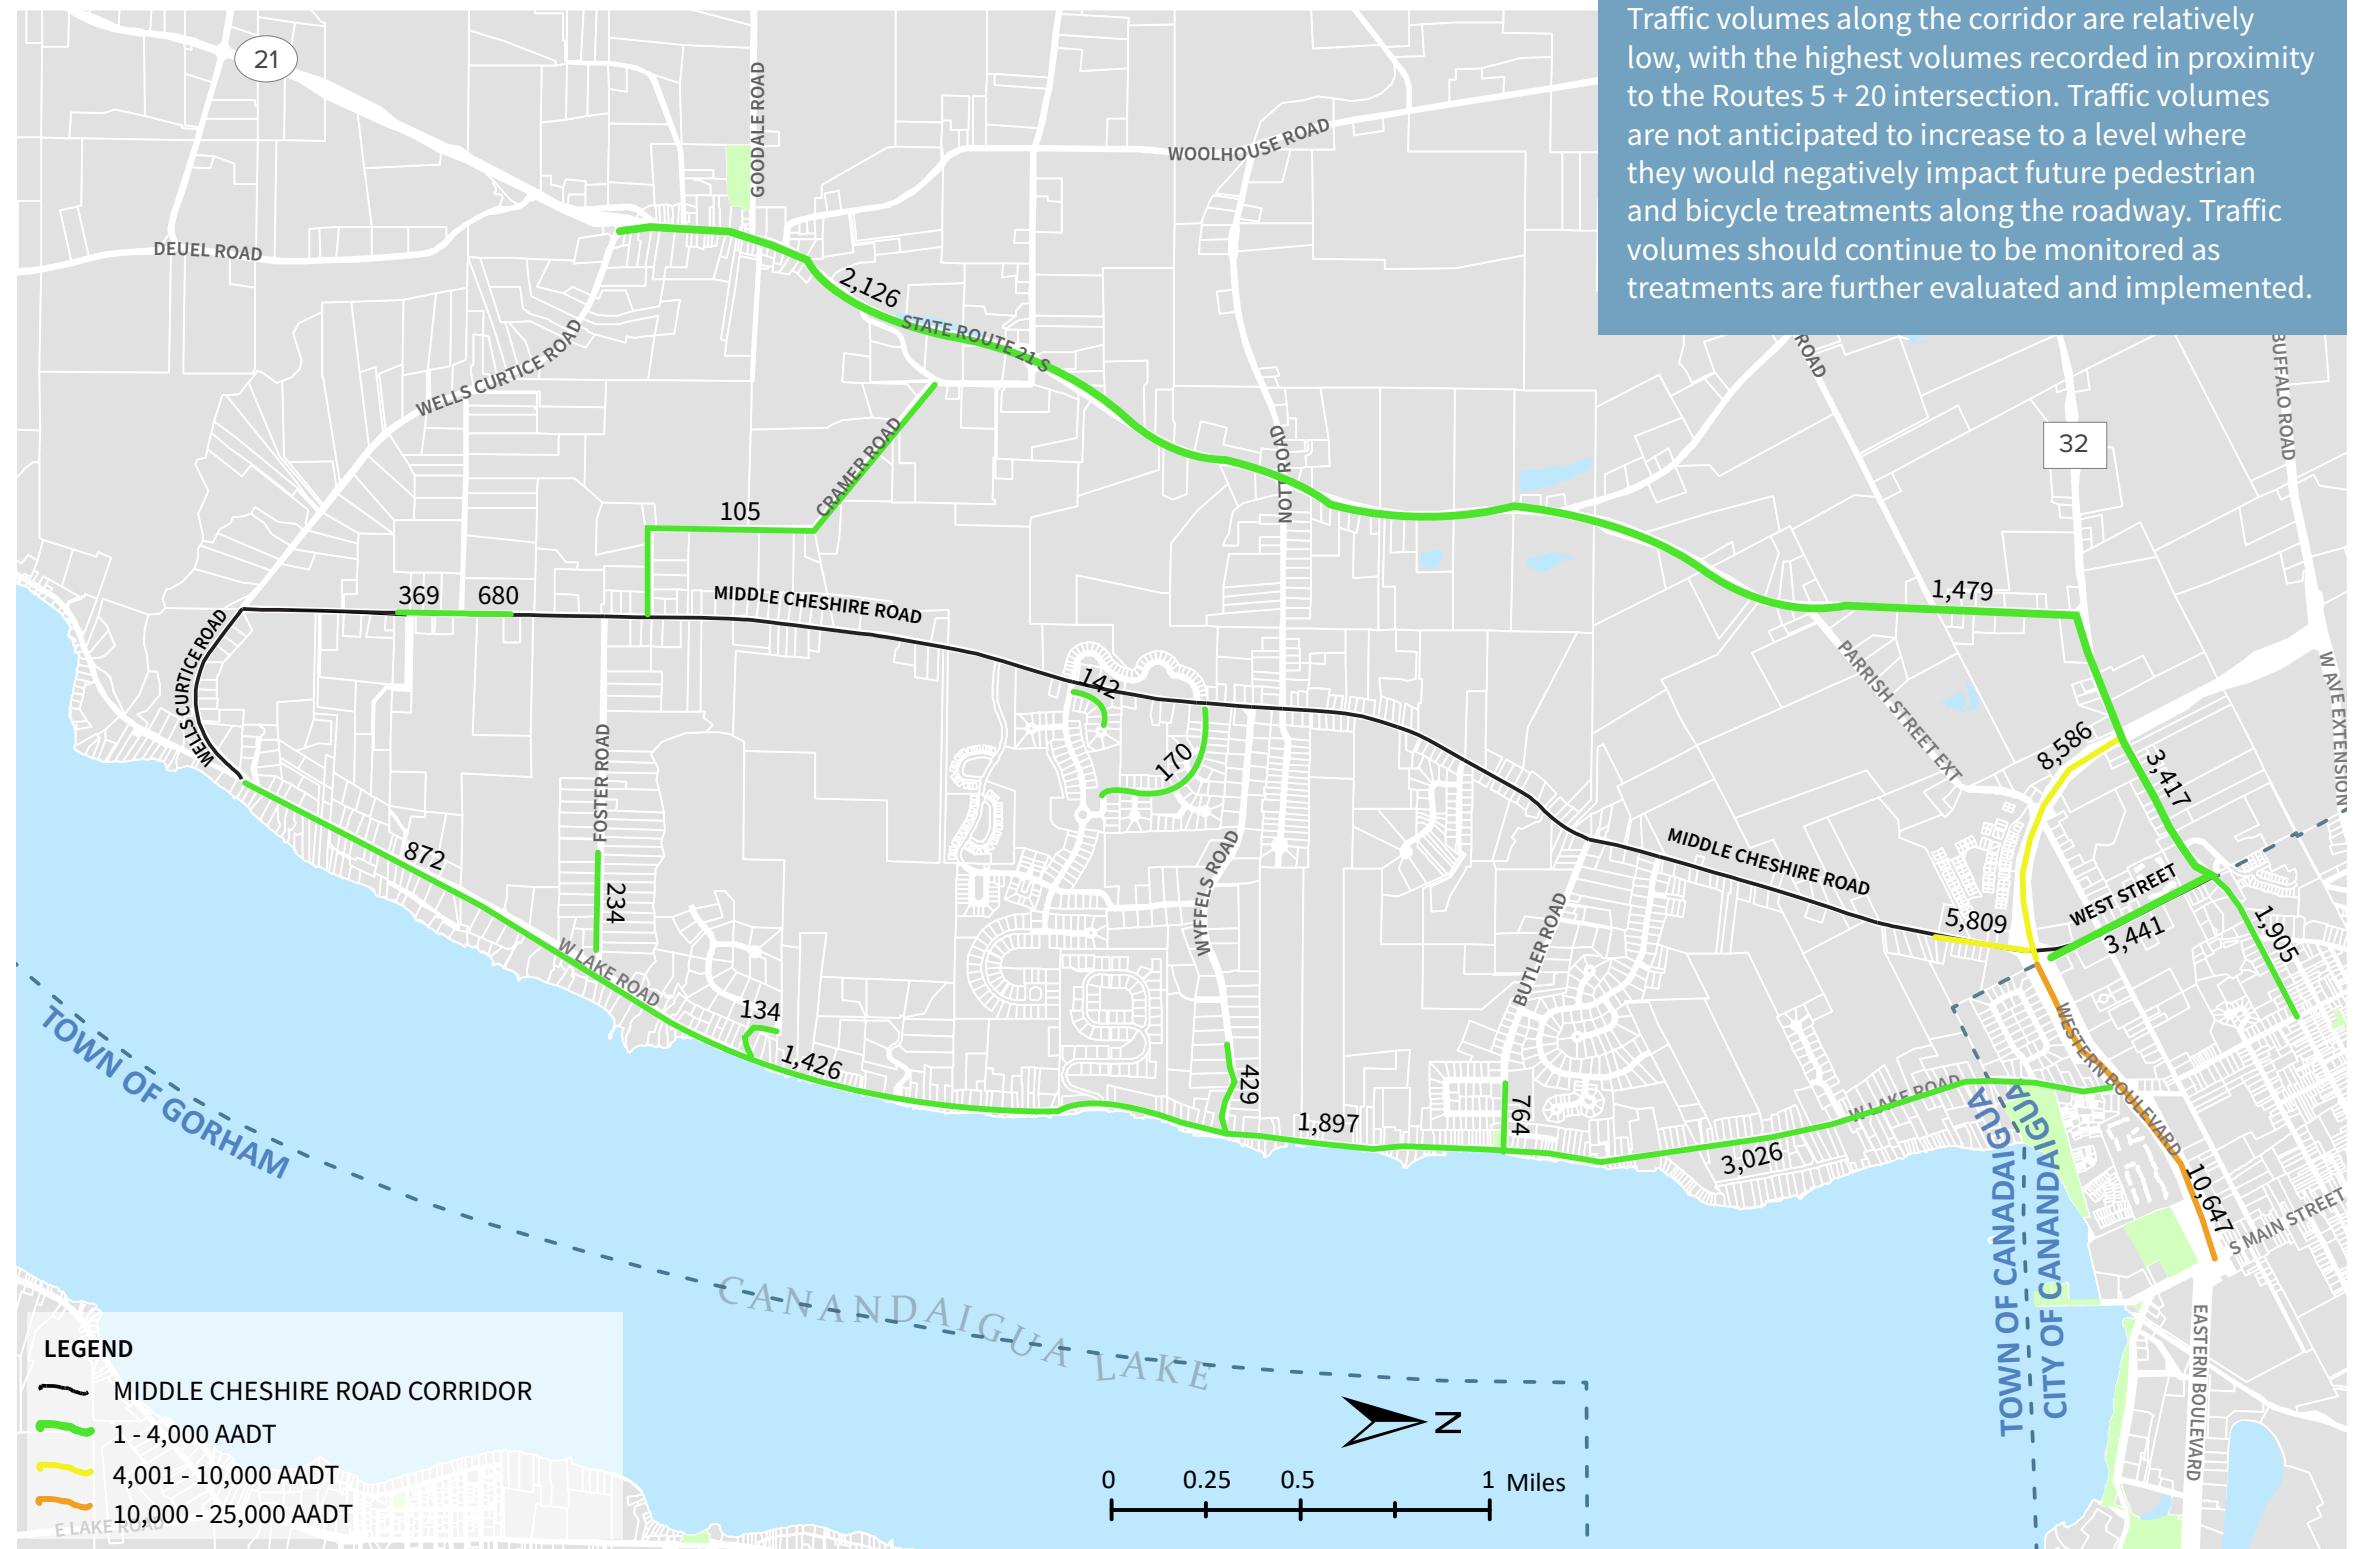 Traffic volumes along the corridor are relatively
low, with the highest volumes recorded in proximity
to the Routes 5 + 20 intersection. Traffic volumes
are not anticipated to increase to a level where
they would negatively impact future pedestrian
and bicycle treatments along the roadway. Traffic
volumes should continue to be monitored as
treatments are further evaluated and implemented.
21
GOODALE ROAD
WOOLHOUSE ROAD
DEUEL ROAD
2,126
STATE ROUTE 21 S
WELLS CURTICE ROAD
ROAD
BUFFALO ROAD
32
CRAMER ROAD
NOTT ROAD
105
369
680
MIDDLE CHESHIRE ROAD
1,479
WELLS CURTICE ROAD
142
170
PARRISH STREET EXT
W AVE EXTENSION
8,586
3,417
FOSTER ROAD
872
234
WYFFELS ROAD
MIDDLE CHESHIRE ROAD
BUTLER ROAD
5,809
WEST STREET
3,441
1,905
W LAKE ROAD
134
1,426
429
1,897
764
3,026
W LAKE ROAD
WESTERN BOULEVARD
10,647
S MAIN STREET
TOWN OF GORHAM
TOWN OF CANADAIGUA
CITY OF CANANDAIGUA
EASTERN BOULEVARD
CANANDAIGUA LAKE
LEGEND
MIDDLE CHESHIRE ROAD CORRIDOR
1 - 4,000 AADT
4,001 - 10,000 AADT
10,000 - 25,000 AADT
E LAKE ROAD
N
0 0.25 0.5 1 Miles